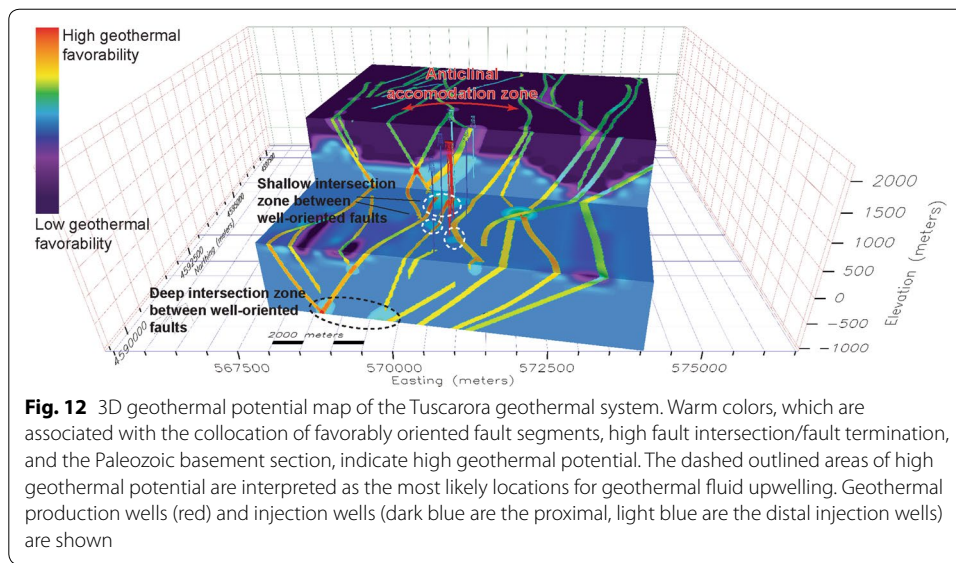 High geothermal
favorability
Low geothermal
favorability
Anticlinal
accomodation zone
Shallow intersection
zone between
well-oriented faults
Deep intersection zone
between well-oriented
faults
2000 meters
4590000
4592500
4595000
Northing (meters)
567500
570000
572500
575000
Easting (meters)
2000
1500
1000
500
0
-500
-1000
Elevation (meters)
Fig. 12 3D geothermal potential map of the Tuscarora geothermal system. Warm colors, which are
associated with the collocation of favorably oriented fault segments, high fault intersection/fault termination,
and the Paleozoic basement section, indicate high geothermal potential. The dashed outlined areas of high
geothermal potential are interpreted as the most likely locations for geothermal fluid upwelling. Geothermal
production wells (red) and injection wells (dark blue are the proximal, light blue are the distal injection wells)
are shown